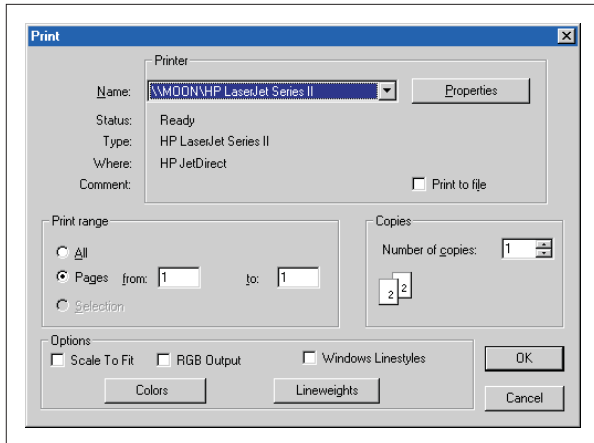 Print
Printer
Name: \\MOON\HP LaserJet Series II Properties
Status: Ready
Type: HP LaserJet Series II
Where: HP JetDirect
Comment: Print to file
Print range
All
Pages from: 1 to: 1
Selection
Copies
Number of copies: 1
2 2
Options
Scale To Fit RGB Output Windows Linestyles
Colors Lineweights
OK
Cancel